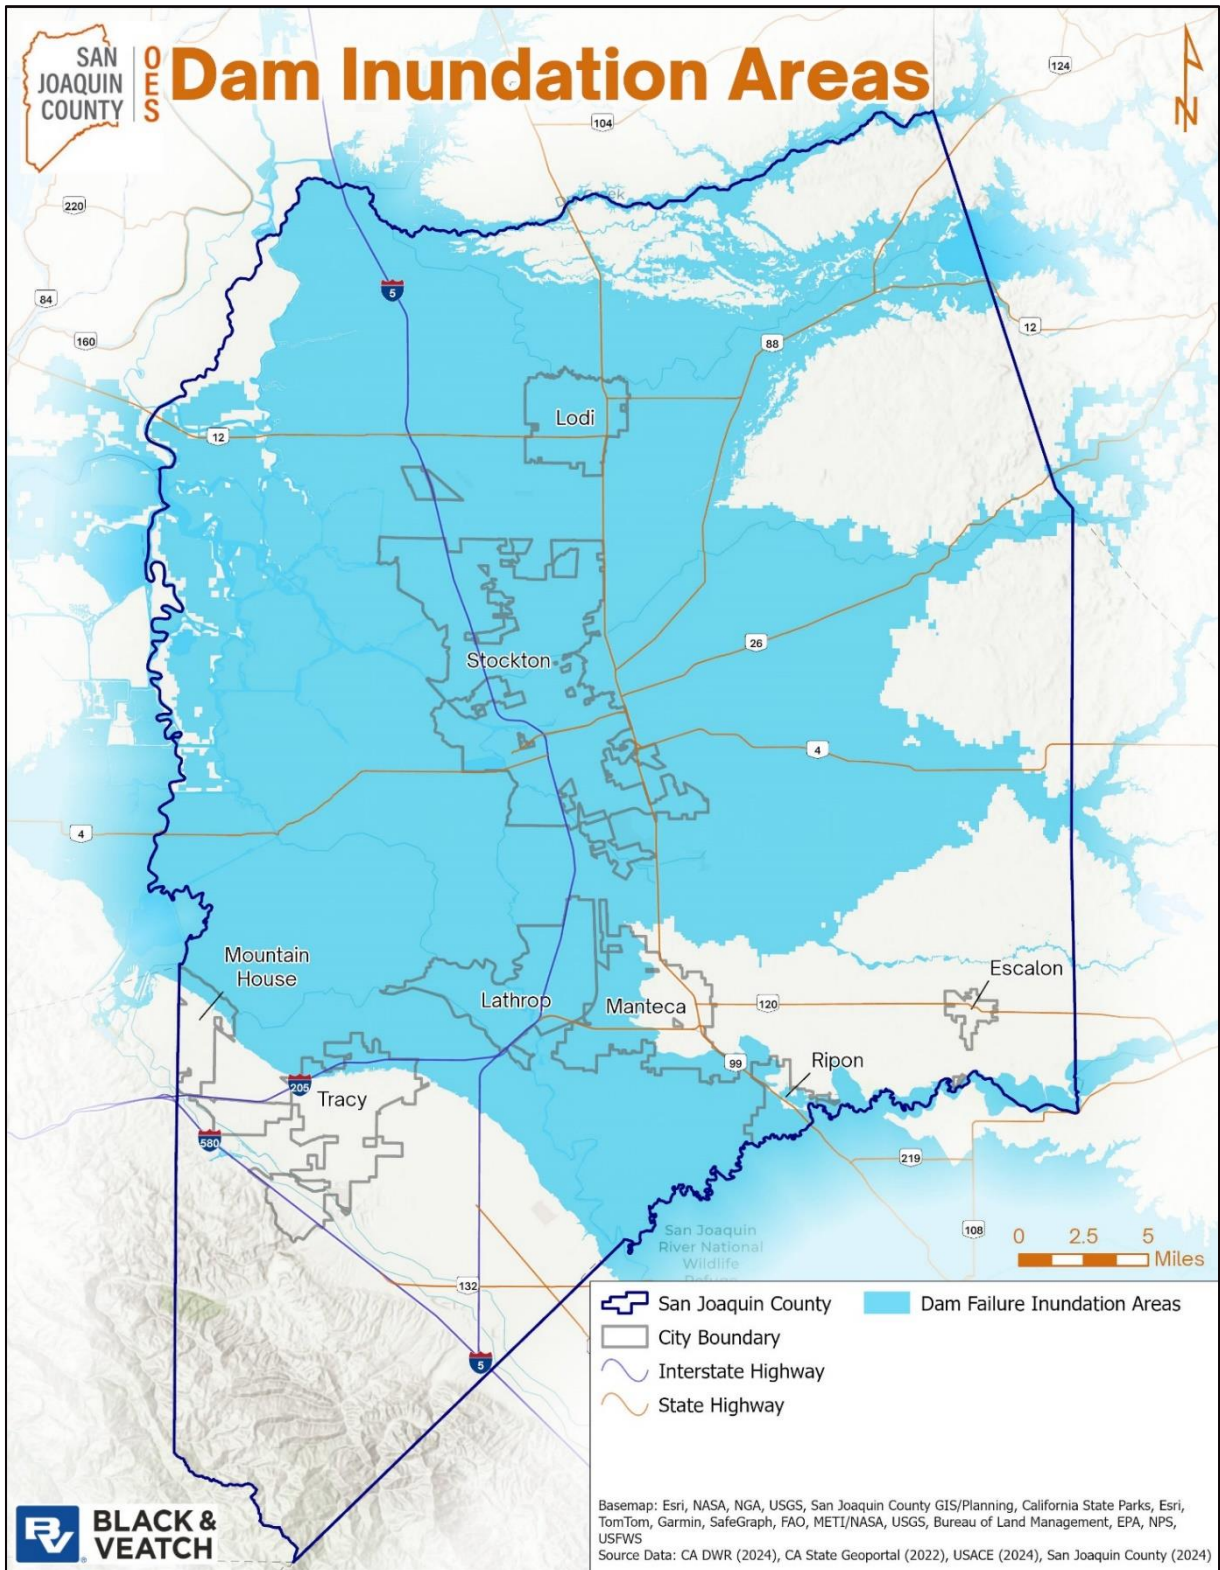 SAN
JOAQUIN
COUNTY
OES
Dam Inundation Areas
N
124
104
Creek
220
5
84
160
12
88
12
Lodi
12
Stockton
26
4
4
Mountain
House
Escalon
Lathrop
Manteca
120
99
Ripon
205
Tracy
580
219
San Joaquin
River National
Wildlife
Refuge
108
0 2.5 5
Miles
132
5
San Joaquin County
Dam Failure Inundation Areas
City Boundary
Interstate Highway
State Highway
Basemap: Esri, NASA, NGA, USGS, San Joaquin County GIS/Planning, California State Parks, Esri,
TomTom, Garmin, SafeGraph, FAO, METI/NASA, USGS, Bureau of Land Management, EPA, NPS,
USFWS
Source Data: CA DWR (2024), CA State Geoportal (2022), USACE (2024), San Joaquin County (2024)
BV
BLACK &
VEATCH